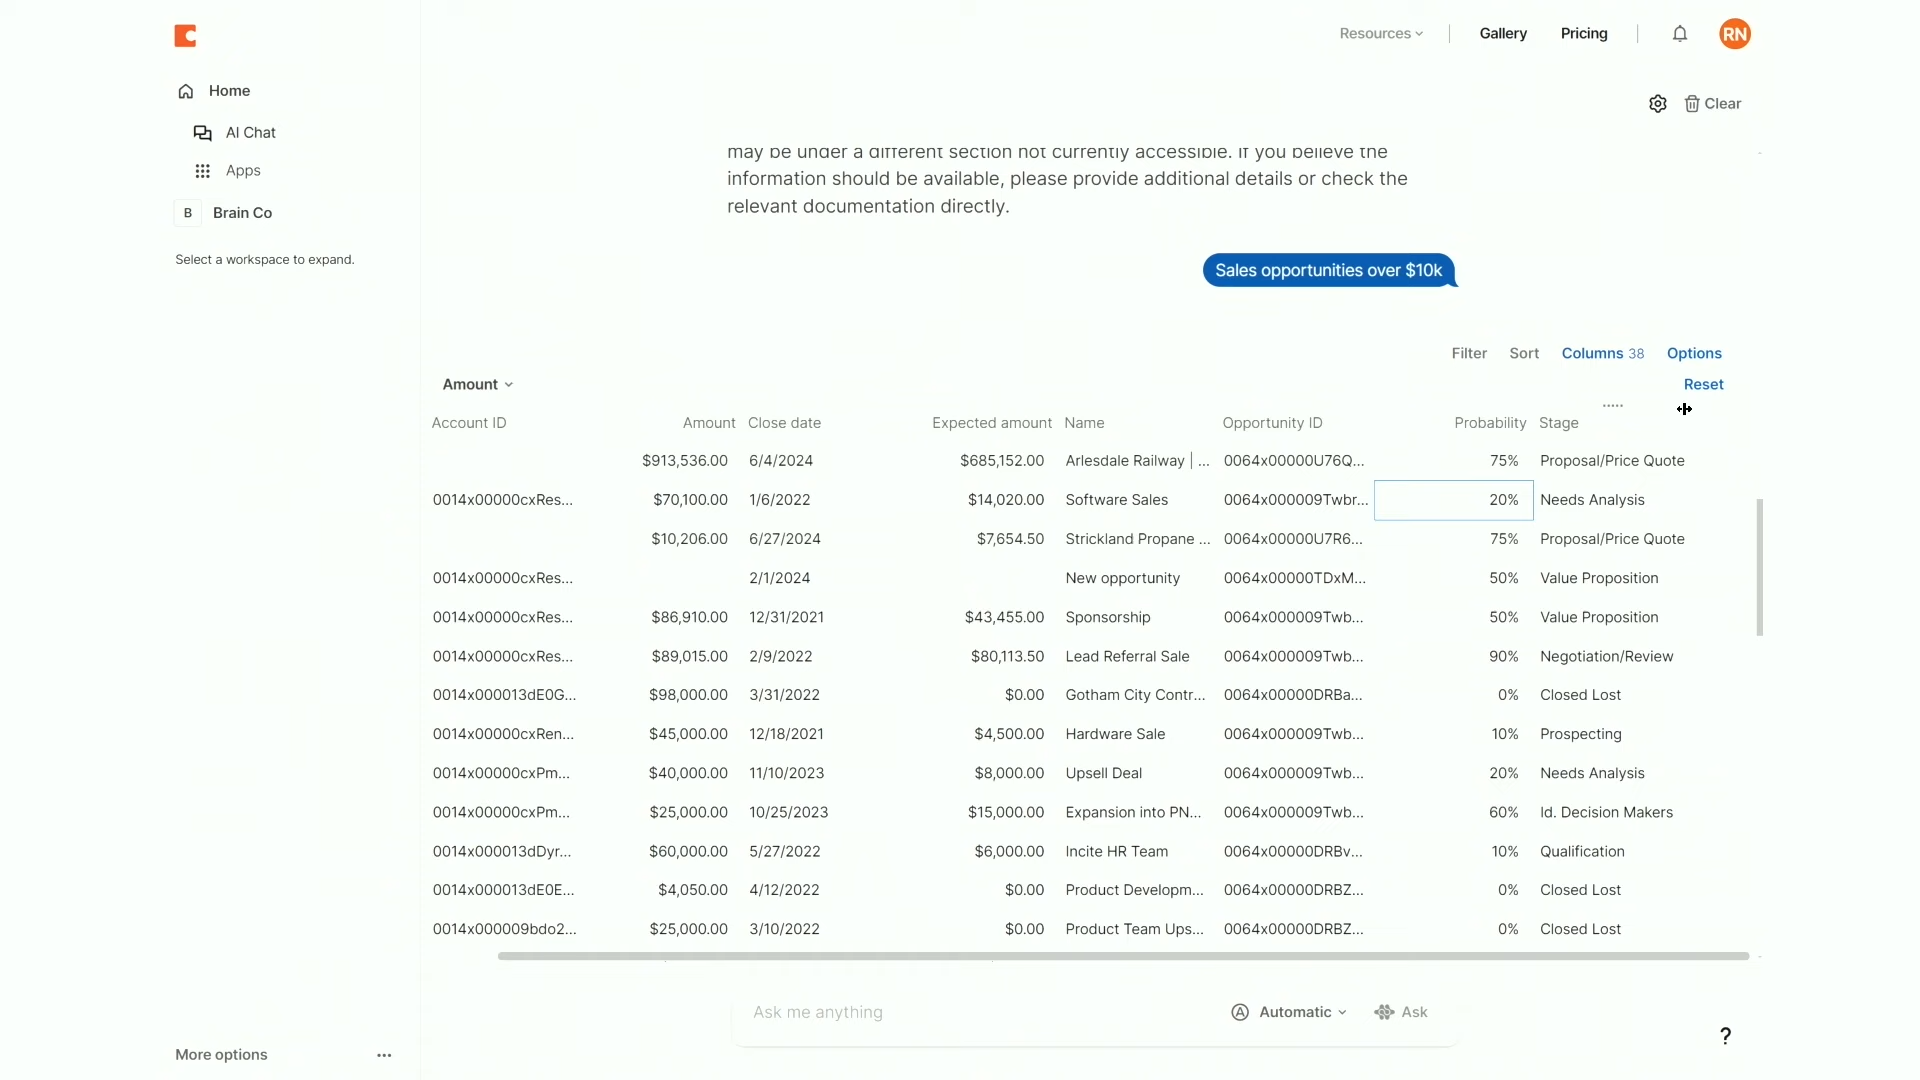 Resources
Gallery
Pricing
RN
Home
Clear
AI Chat
may be under a different section not currently accessible. If you believe the
Apps
information should be available, please provide additional details or check the
relevant documentation directly.
B Brain Co
Select a workspace to expand.
Sales opportunities over $10k
Filter Sort Columns 38 Options
Amount Reset
Account ID Amount Close date Expected amount Name Opportunity ID Probability Stage
$913,536.00 6/4/2024 $685,152.00 Arlesdale Railway | ... 0064x00000U76Q... 75% Proposal/Price Quote
0014x00000cxRes... $70,100.00 1/6/2022 $14,020.00 Software Sales 0064x000009Twbr... 20% Needs Analysis
$10,206.00 6/27/2024 $7,654.50 Strickland Propane ... 0064x00000U7R6... 75% Proposal/Price Quote
0014x00000cxRes... 2/1/2024 New opportunity 0064x00000TDxM... 50% Value Proposition
0014x00000cxRes... $86,910.00 12/31/2021 $43,455.00 Sponsorship 0064x000009Twb... 50% Value Proposition
0014x00000cxRes... $89,015.00 2/9/2022 $80,113.50 Lead Referral Sale 0064x000009Twb... 90% Negotiation/Review
0014x000013dE0G... $98,000.00 3/31/2022 $0.00 Gotham City Contr... 0064x00000DRBa... 0% Closed Lost
0014x00000cxRen... $45,000.00 12/18/2021 $4,500.00 Hardware Sale 0064x000009Twb... 10% Prospecting
0014x00000cxPm... $40,000.00 11/10/2023 $8,000.00 Upsell Deal 0064x000009Twb... 20% Needs Analysis
0014x00000cxPm... $25,000.00 10/25/2023 $15,000.00 Expansion into PN... 0064x000009Twb... 60% Id. Decision Makers
0014x000013dDyr... $60,000.00 5/27/2022 $6,000.00 Incite HR Team 0064x00000DRBv... 10% Qualification
0014x000013dE0E... $4,050.00 4/12/2022 $0.00 Product Developm... 0064x00000DRBZ... 0% Closed Lost
0014x000009bdo2... $25,000.00 3/10/2022 $0.00 Product Team Ups... 0064x00000DRBZ... 0% Closed Lost
Ask me anything
Automatic
Ask
?
More options ...